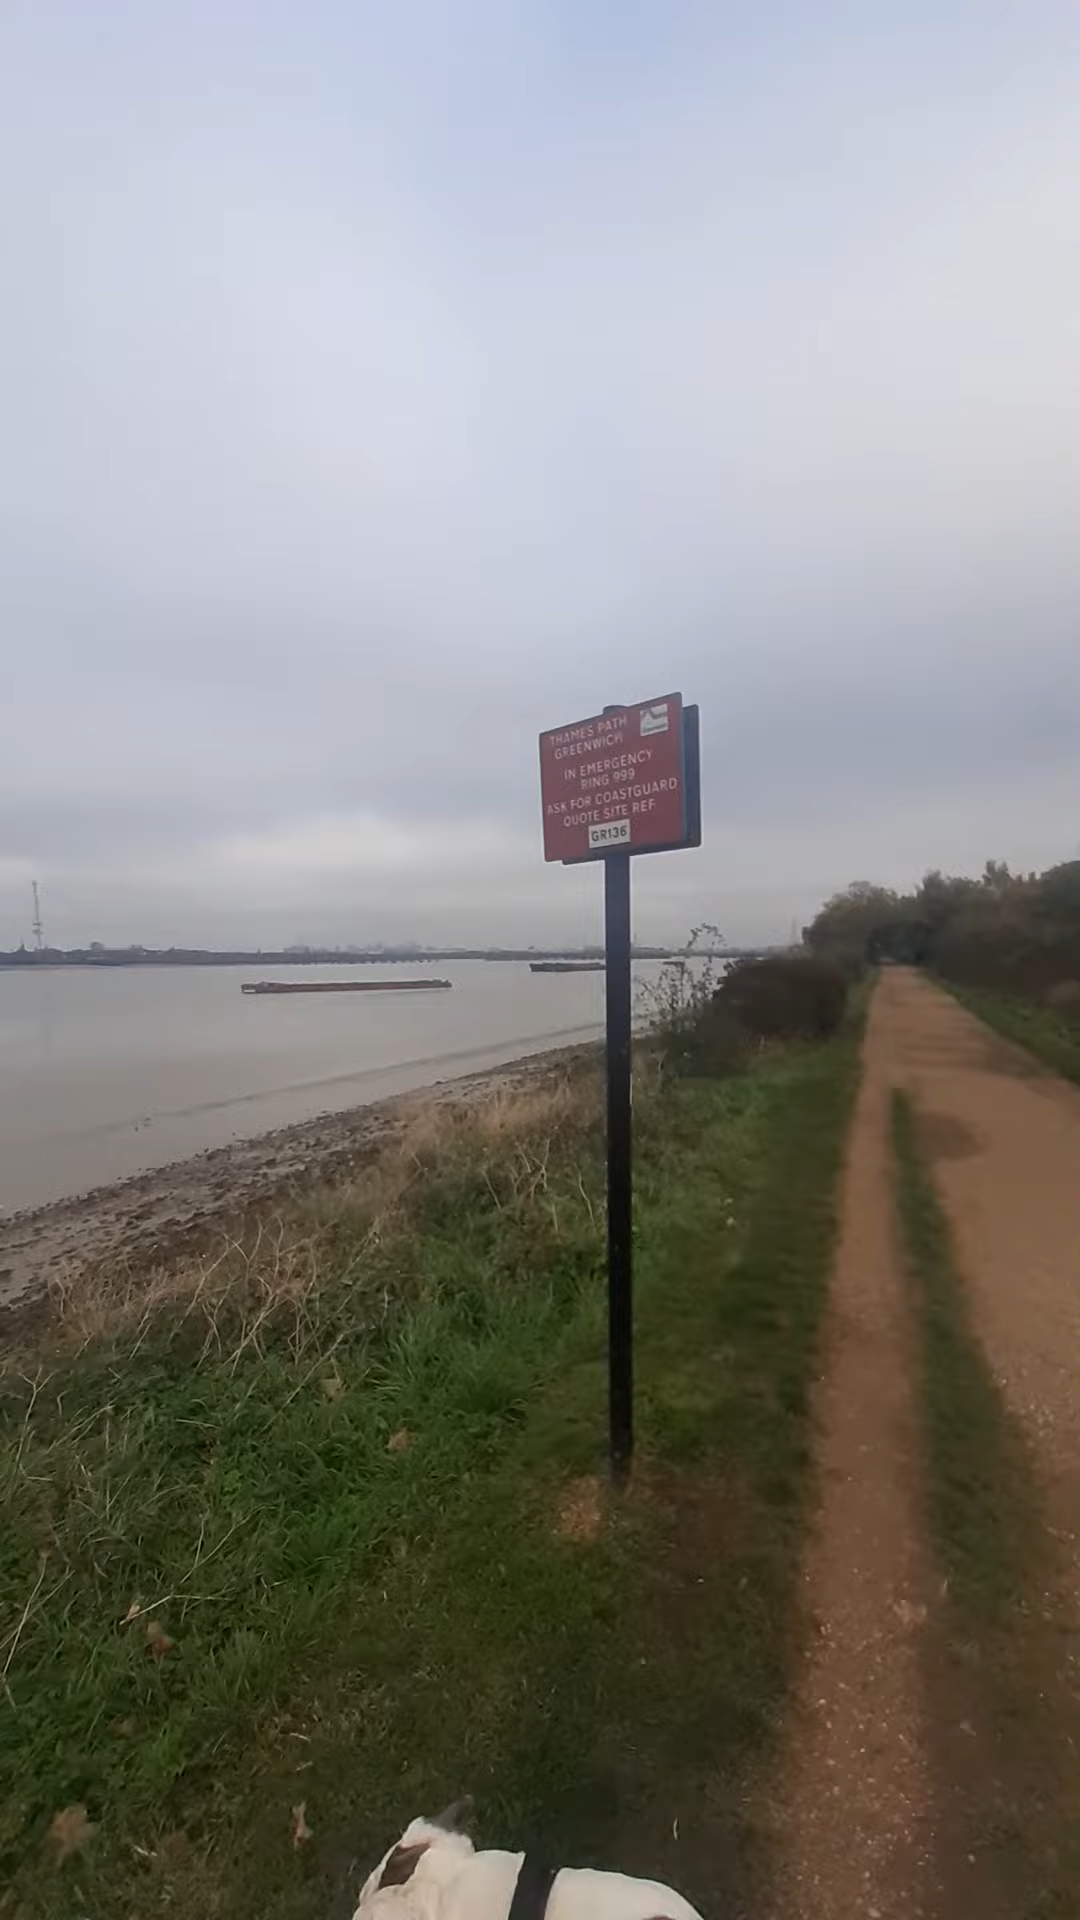 THAMES PATH
GREENWICH
IN EMERGENCY
RING 999
ASK FOR COASTGUARD
QUOTE SITE REF
GR136